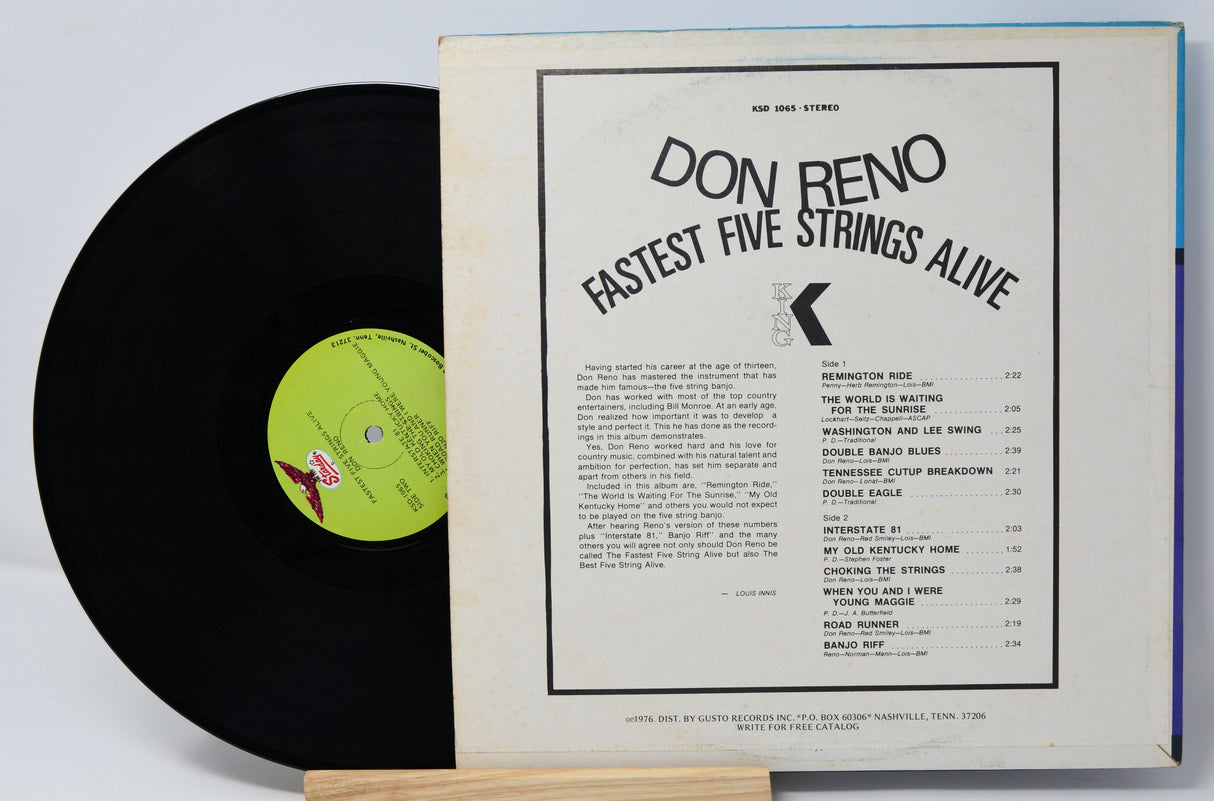 KSD 1065 · STEREO
DON RENO
FASTEST FIVE STRINGS ALIVE
KING
K
Having started his career at the age of thirteen,
Don Reno has mastered the instrument that has
made him famous—the five string banjo.
Don has worked with most of the top country
entertainers, including Bill Monroe. At an early age,
Don realized how important it was to develop a
style and perfect it. This he has done as the record-
ings in this album demonstrates.
Yes, Don Reno worked hard and his love for
country music, combined with his natural talent and
ambition for perfection, has set him separate and
apart from others in his field.
Included in this album are, "Remington Ride,"
"The World Is Waiting For The Sunrise," "My Old
Kentucky Home" and others you would not expect
to be played on the five string banjo.
After hearing Reno's version of these numbers
plus "Interstate 81," Banjo Riff" and the many
others you will agree not only should Don Reno be
called The Fastest Five String Alive but also The
Best Five String Alive.
— LOUIS INNIS
Side 1
REMINGTON RIDE ............ 2:22
Penny—Herb Remington—Lois—BMI
THE WORLD IS WAITING
FOR THE SUNRISE ............ 2:05
Lockhart—Seitz—Chappell—ASCAP
WASHINGTON AND LEE SWING ... 2:25
P. D.—Traditional
DOUBLE BANJO BLUES ......... 2:39
Don Reno—Lois—BMI
TENNESSEE CUTUP BREAKDOWN 2:21
Don Reno— Lonat—BMI
DOUBLE EAGLE ............ 2:30
P. D.—Traditional
Side 2
INTERSTATE 81 ............ 2:03
Don Reno—Red Smiley—Lois—BMI
MY OLD KENTUCKY HOME ........ 1:52
P. D.—Stephen Foster
CHOKING THE STRINGS .......... 2:38
Don Reno—Lois—BMI
WHEN YOU AND I WERE
YOUNG MAGGIE ............ 2:29
P. D.—J. A. Butterfield
ROAD RUNNER ............ 2:19
Don Reno—Red Smiley—Lois—BMI
BANJO RIFF ............ 2:34
Reno—Norman—Mann—Lois—BMI
©℗1976. DIST. BY GUSTO RECORDS INC. *P.O. BOX 60306* NASHVILLE, TENN. 37206
WRITE FOR FREE CATALOG
Starday
FASTEST FIVE STRINGS ALIVE
DON RENO
KSD-1065
SIDE TWO
Boscobel St. Nashville, Tenn. 37213